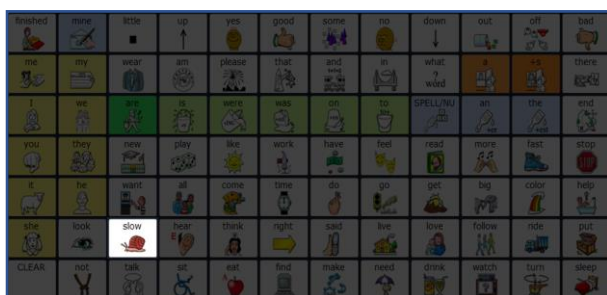 finished mine little up yes good some no down out off bad
me my wear am please that and in what a +s there
? word
I we are is were was on to SPELL/NU an the end
you they new play like work have feel read more fast stop
it he want all come time do go get big color help
she look slow hear think right said live love follow ride put
CLEAR not talk sit eat find make need drink watch turn sleep